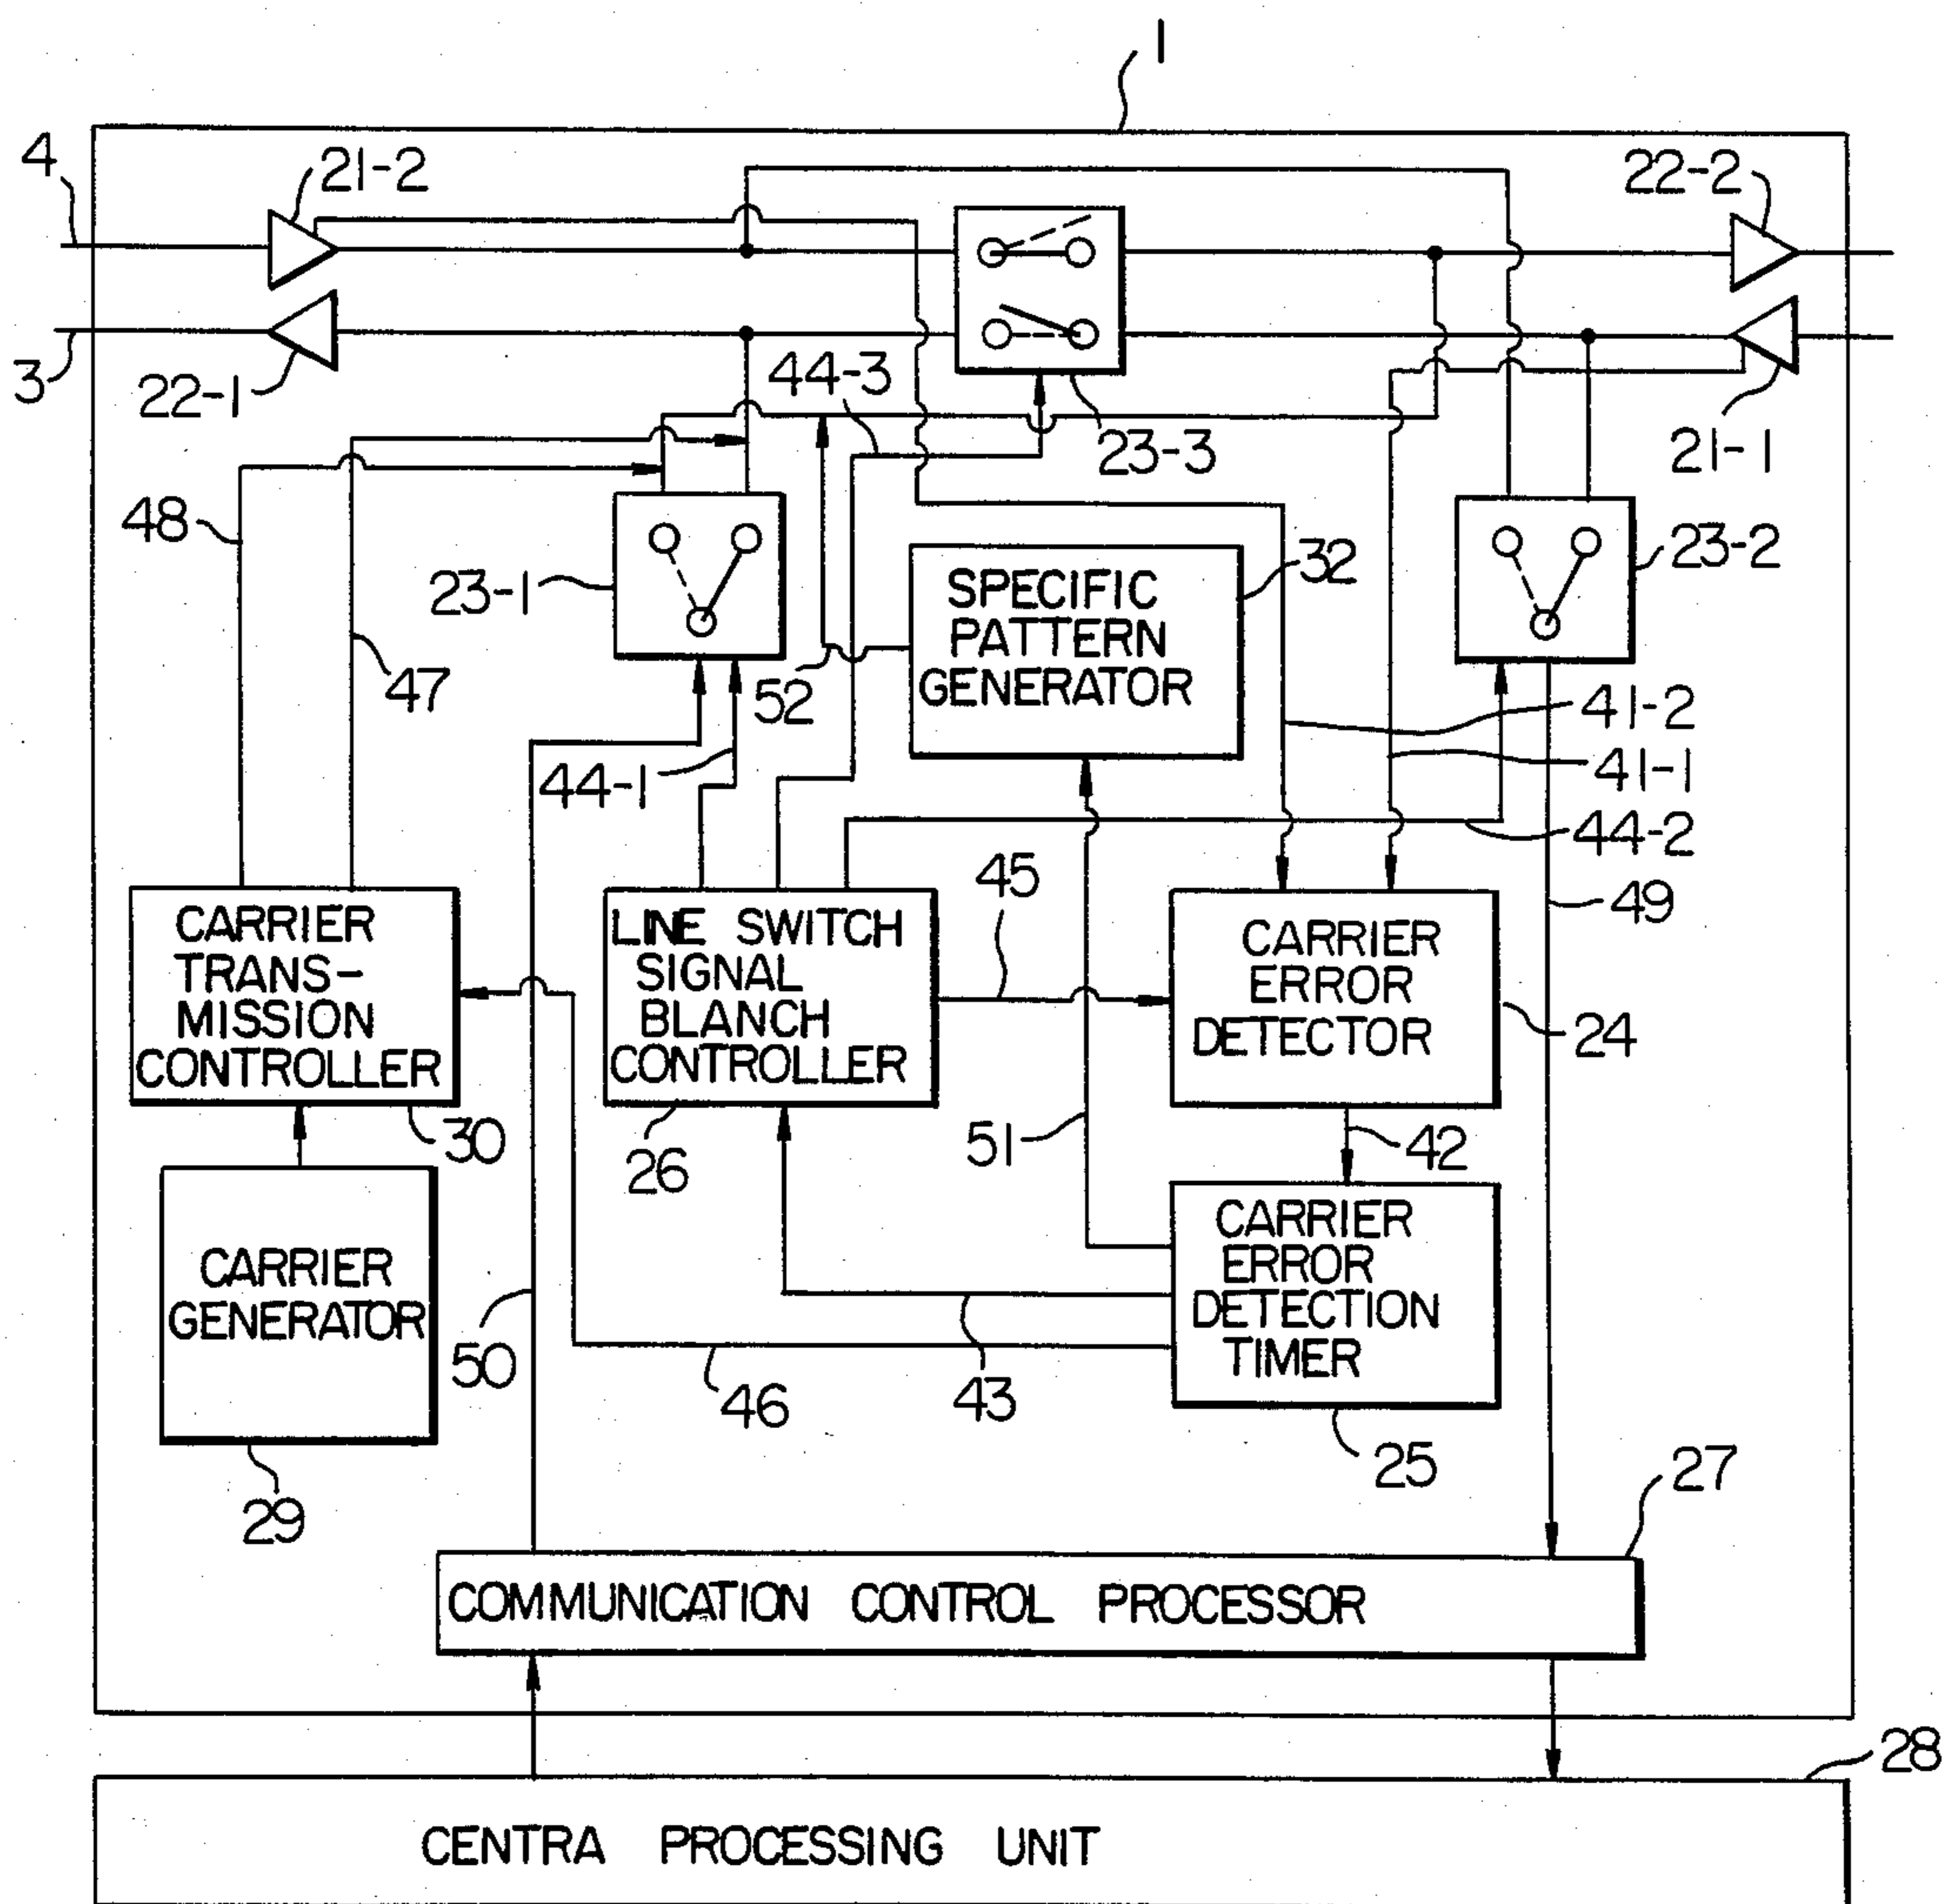 1
4
21-2
22-2
3
22-1
44-3
23-3
21-1
48
23-1
32
23-2
SPECIFIC
PATTERN
GENERATOR
47
52
41-2
44-1
41-1
44-2
45
49
CARRIER
TRANS-
MISSION
CONTROLLER
LINE SWITCH
SIGNAL
BLANCH
CONTROLLER
CARRIER
ERROR
DETECTOR
24
30
26
51
42
CARRIER
GENERATOR
CARRIER
ERROR
DETECTION
TIMER
50
46
43
25
29
27
COMMUNICATION CONTROL PROCESSOR
28
CENTRA PROCESSING UNIT